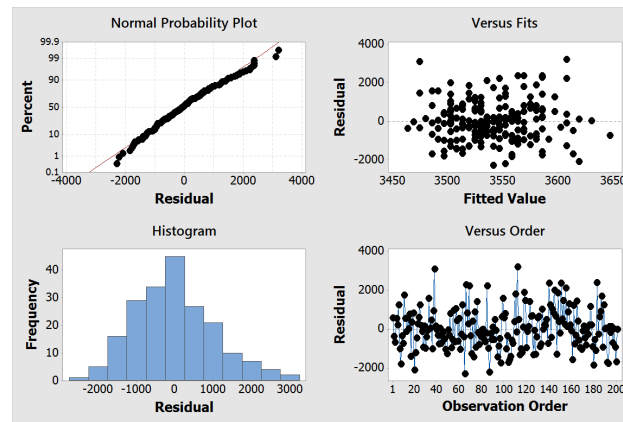 Normal Probability Plot
99.9
99
90
50
10
1
0.1
Percent
-4000 -2000 0 2000 4000
Residual
Versus Fits
4000
2000
0
-2000
Residual
3450 3500 3550 3600 3650
Fitted Value
Histogram
40
30
20
10
0
Frequency
-2000 -1000 0 1000 2000 3000
Residual
Versus Order
4000
2000
0
-2000
Residual
1 20 40 60 80 100 120 140 160 180 200
Observation Order